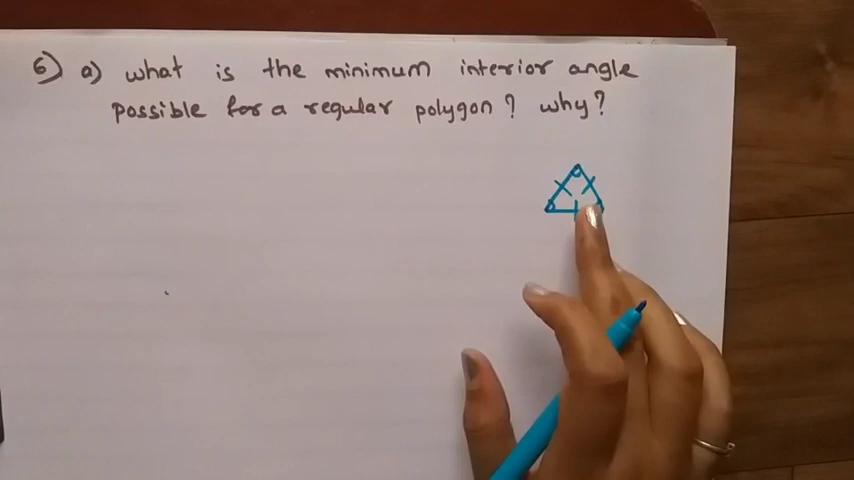 6) a) what is the minimum interior angle
possible for a regular polygon ? why ?